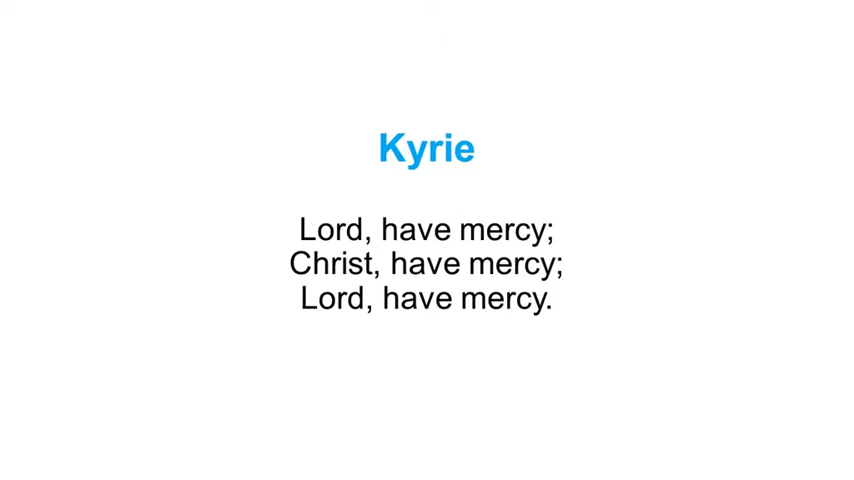 Kyrie
Lord, have mercy;
Christ, have mercy;
Lord, have mercy.